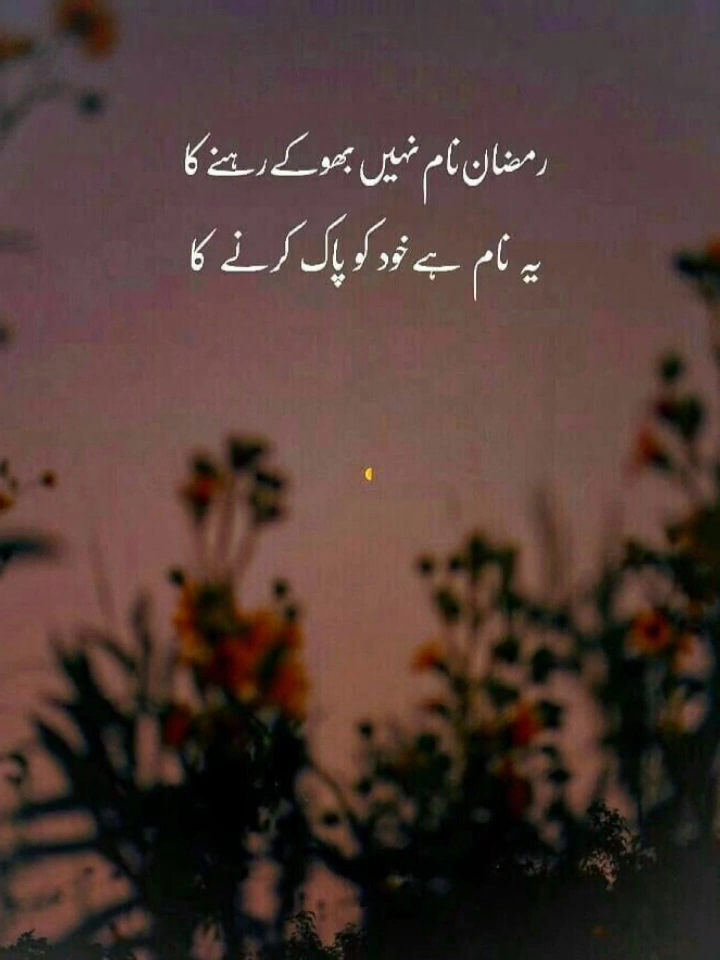 رمضان نام نہیں بھوکے رہنے کا
یہ نام ہے خود کو پاک کرنے کا